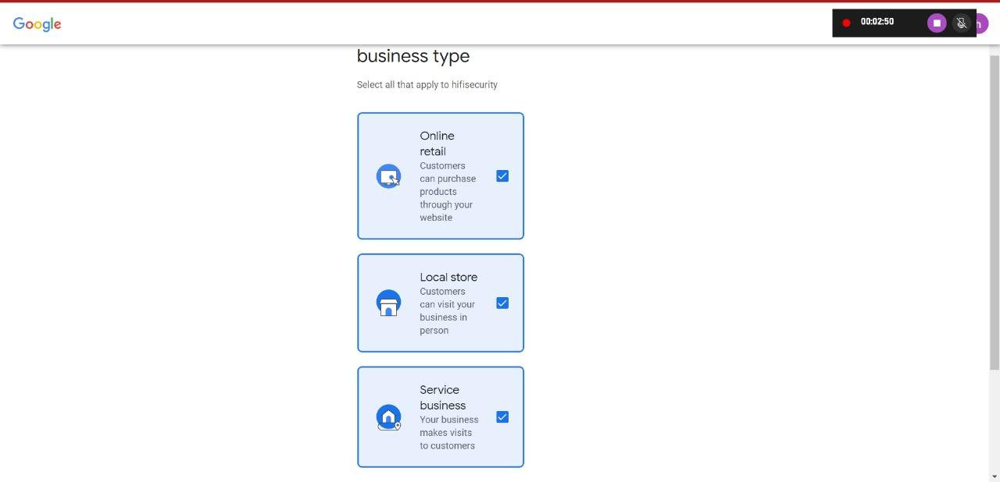 Google
00:02:50
h
business type
Select all that apply to hifisecurity
Online
retail
Customers
can purchase
products
through your
website
Local store
Customers
can visit your
business in
person
Service
business
Your business
makes visits
to customers